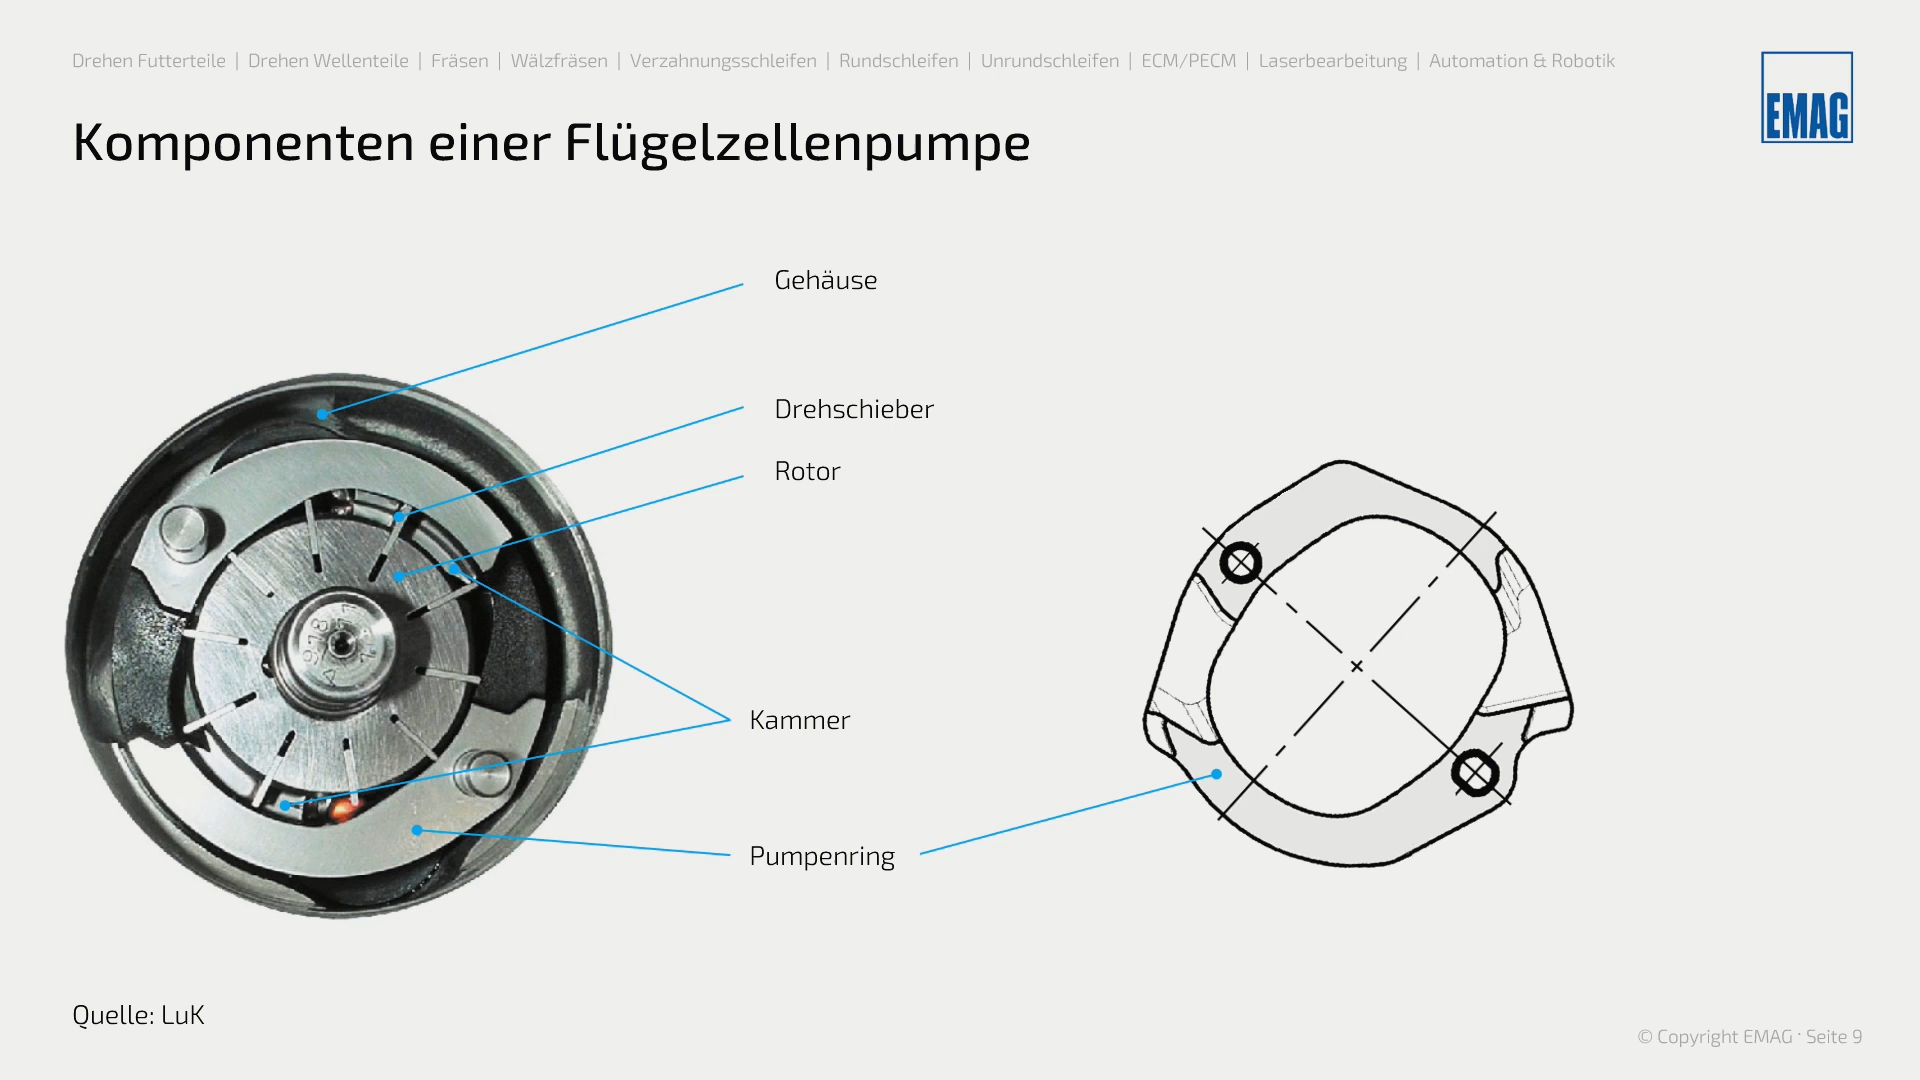 Drehen Futterteile | Drehen Wellenteile | Fräsen | Wälzfräsen | Verzahnungsschleifen | Rundschleifen | Unrundschleifen | ECM/PECM | Laserbearbeitung | Automation & Robotik
EMAG
Komponenten einer Flügelzellenpumpe
Gehäuse
Drehschieber
Rotor
Kammer
Pumpenring
Quelle: LuK
© Copyright EMAG · Seite 9